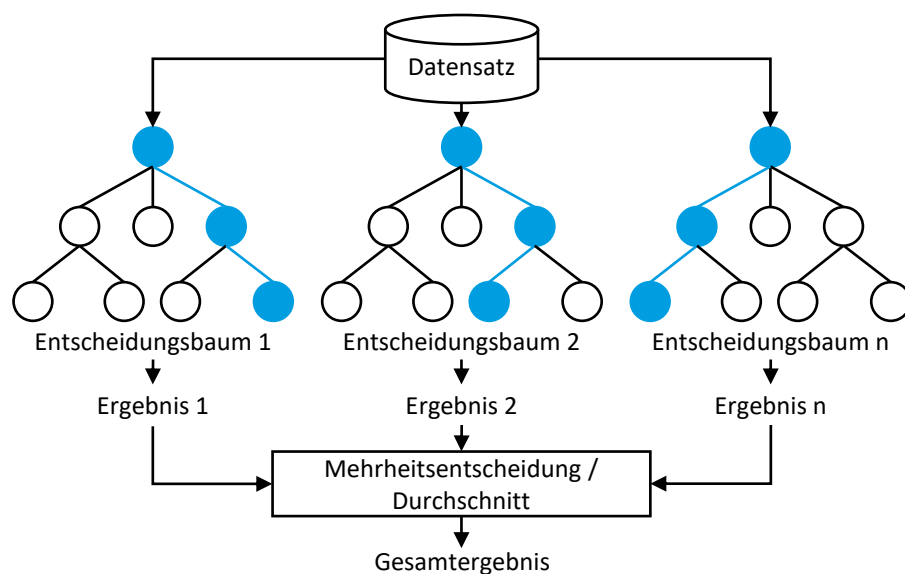 Datensatz
Entscheidungsbaum 1
Entscheidungsbaum 2
Entscheidungsbaum n
Ergebnis 1
Ergebnis 2
Ergebnis n
Mehrheitsentscheidung /
Durchschnitt
Gesamtergebnis